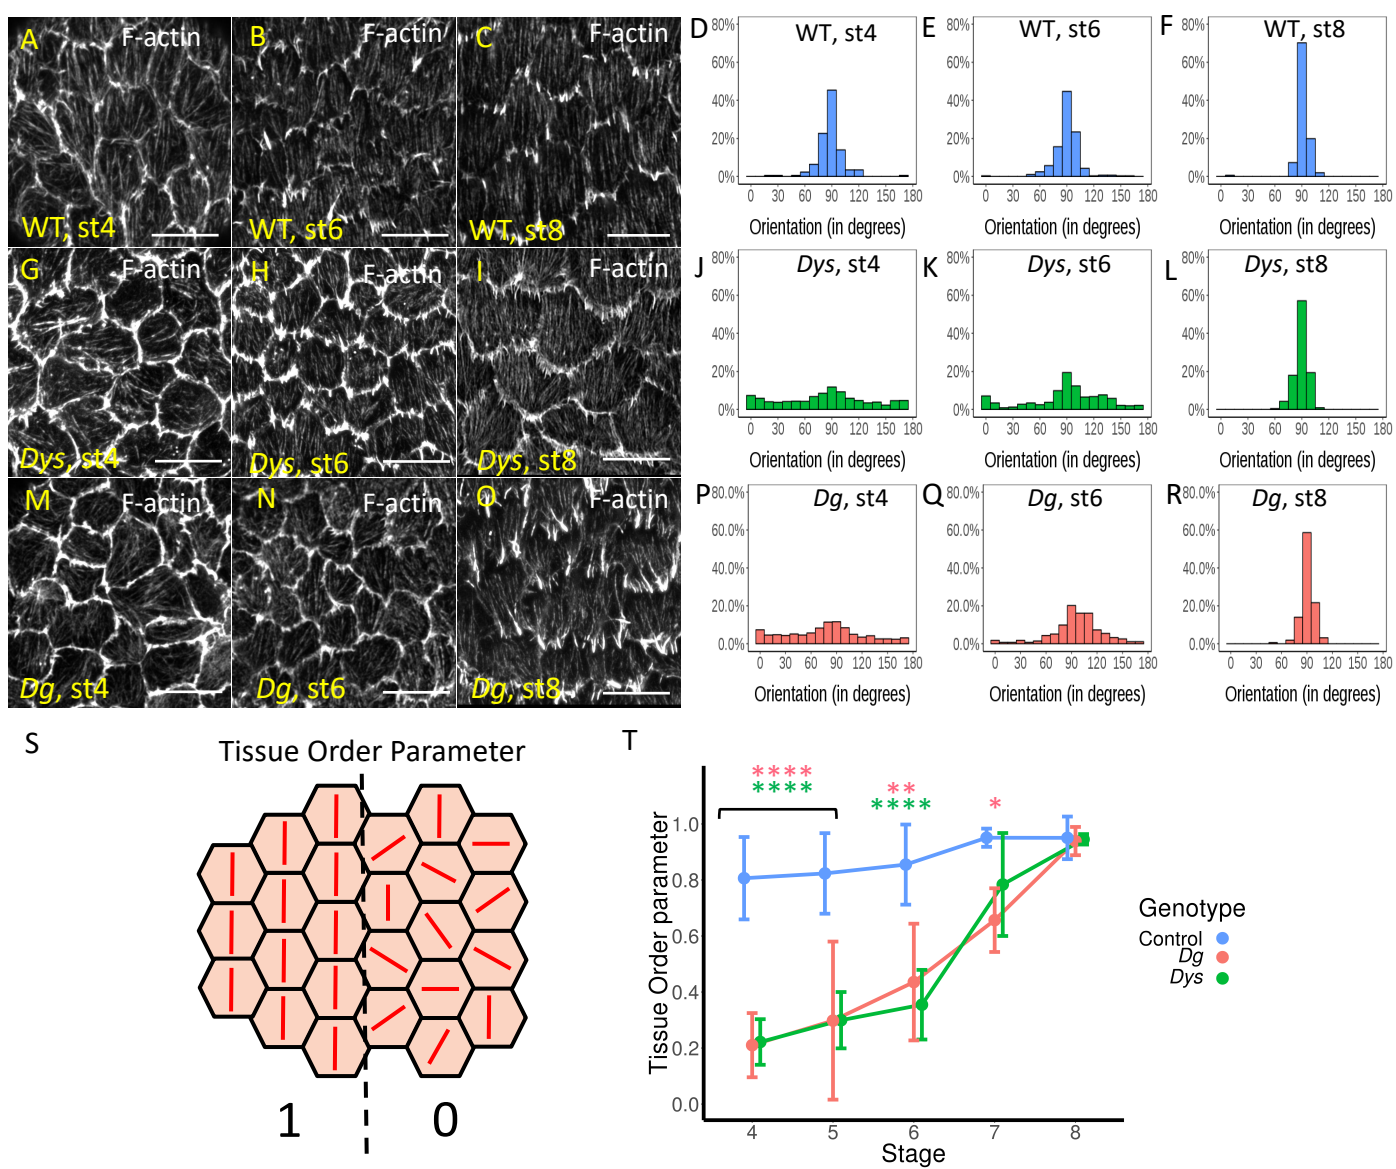 A F-actin
WT, st4
B F-actin
WT, st6
C F-actin
WT, st8
D WT, st4
80%
60%
40%
20%
0%
0 30 60 90 120 150 180
Orientation (in degrees)
E WT, st6
80%
60%
40%
20%
0%
0 30 60 90 120 150 180
Orientation (in degrees)
F WT, st8
80%
60%
40%
20%
0%
0 30 60 90 120 150 180
Orientation (in degrees)
G F-actin
Dys, st4
H F-actin
Dys, st6
I F-actin
Dys, st8
J Dys, st4
80%
60%
40%
20%
0%
0 30 60 90 120 150 180
Orientation (in degrees)
K Dys, st6
80%
60%
40%
20%
0%
0 30 60 90 120 150 180
Orientation (in degrees)
L Dys, st8
80%
60%
40%
20%
0%
0 30 60 90 120 150 180
Orientation (in degrees)
M F-actin
Dg, st4
N F-actin
Dg, st6
O F-actin
Dg, st8
P Dg, st4
80.0%
60.0%
40.0%
20.0%
0.0%
0 30 60 90 120 150 180
Orientation (in degrees)
Q Dg, st6
80.0%
60.0%
40.0%
20.0%
0.0%
0 30 60 90 120 150 180
Orientation (in degrees)
R Dg, st8
80.0%
60.0%
40.0%
20.0%
0.0%
0 30 60 90 120 150 180
Orientation (in degrees)
S
Tissue Order Parameter
1 0
T
****
****
**
****
*
Tissue Order parameter
1.0
0.8
0.6
0.4
0.2
0.0
4 5 6 7 8
Stage
Genotype
Control
Dg
Dys